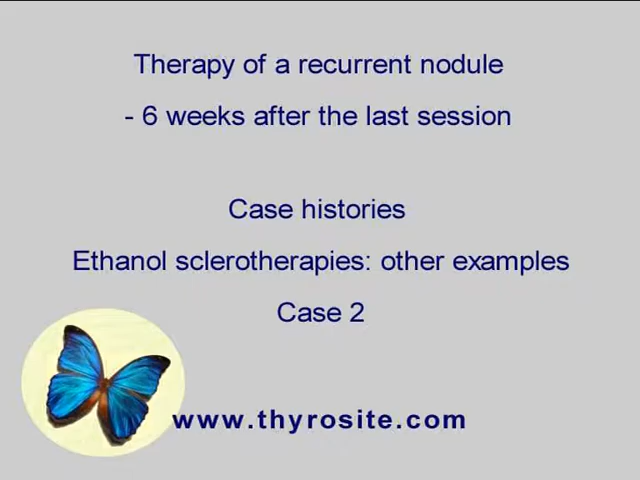 Therapy of a recurrent nodule
- 6 weeks after the last session
Case histories
Ethanol sclerotherapies: other examples
Case 2
www.thyrosite.com